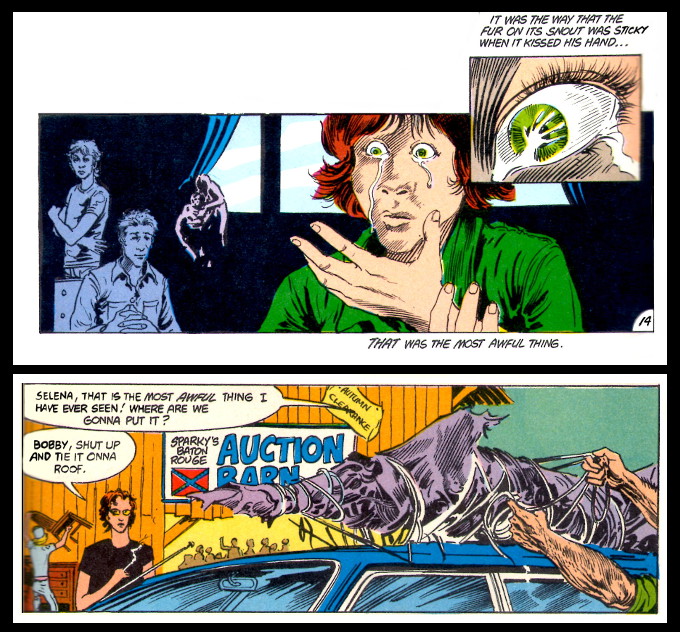 IT WAS THE WAY THAT THE
FUR ON ITS SNOUT WAS STICKY
WHEN IT KISSED HIS HAND...
14
THAT WAS THE MOST AWFUL THING.
SELENA, THAT IS THE MOST AWFUL THING I
HAVE EVER SEEN! WHERE ARE WE
GONNA PUT IT?
AUTUMN
CLEARANCE
BOBBY, SHUT UP
AND TIE IT ONNA
ROOF.
SPARKY'S
BATON
ROUGE
AUCTION
BARN